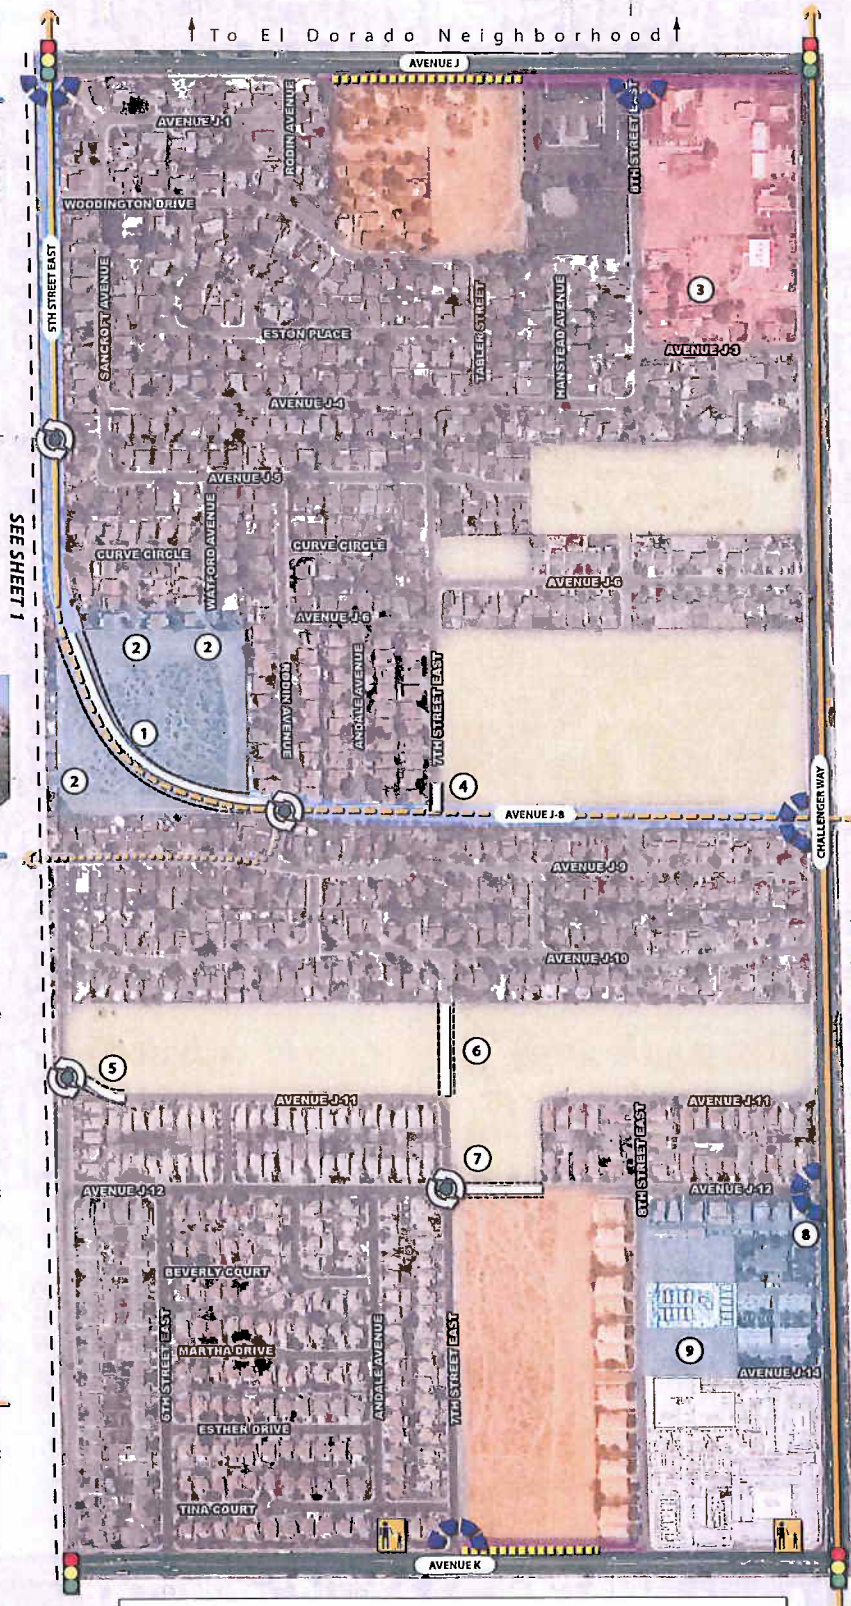 To El Dorado Neighborhood
AVENUE J
AVENUE J-1
RODIN AVENUE
8TH STREET EAST
WOODINGTON DRIVE
5TH STREET EAST
SANCROFT AVENUE
ESTON PLACE
TABLER STREET
HANSTEAD AVENUE
3
AVENUE J-3
AVENUE J-4
AVENUE J-5
WATFORD AVENUE
CURVE CIRCLE
CURVE CIRCLE
SEE SHEET 1
AVENUE J-6
AVENUE J-6
2
2
RODIN AVENUE
ANDALE AVENUE
7TH STREET EAST
1
2
4
AVENUE J-8
CHALLENGER WAY
AVENUE J-9
AVENUE J-10
5
6
AVENUE J-11
AVENUE J-11
8TH STREET EAST
7
AVENUE J-12
AVENUE J-12
8
BEVERLY COURT
6TH STREET EAST
MARTHA DRIVE
ANDALE AVENUE
7TH STREET EAST
9
AVENUE J-14
ESTHER DRIVE
TINA COURT
AVENUE K